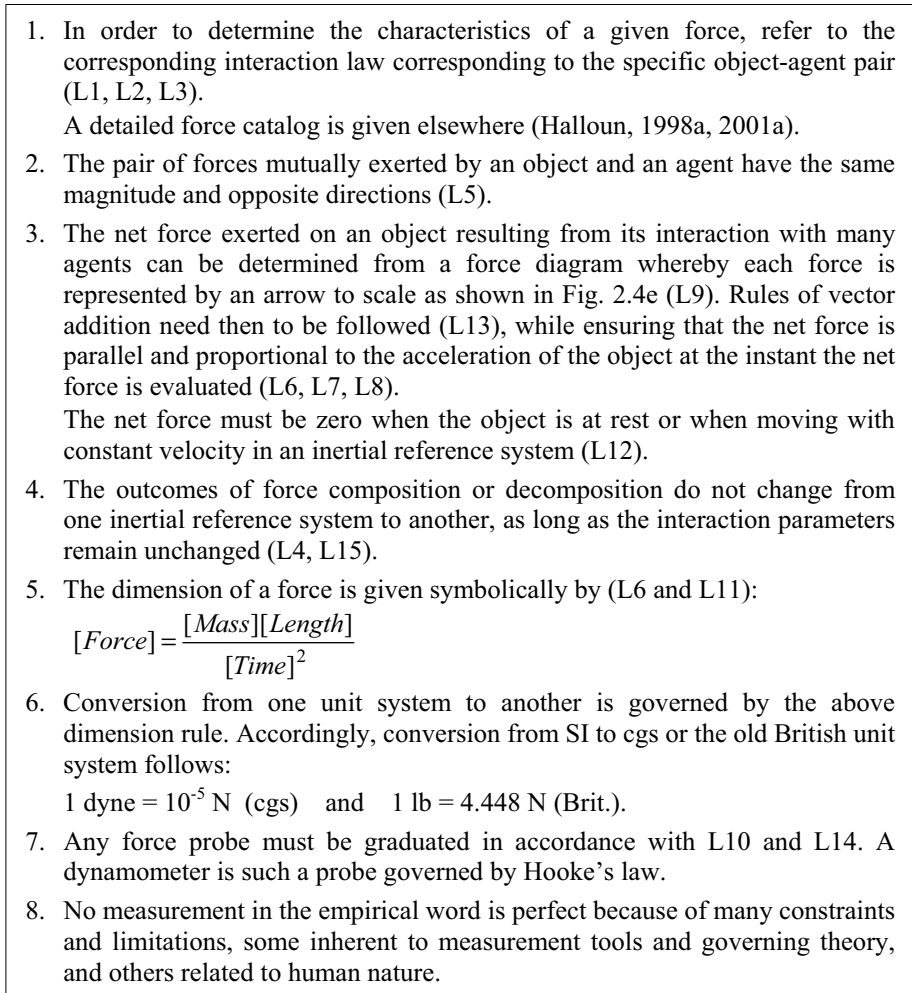 1. In order to determine the characteristics of a given force, refer to the
corresponding interaction law corresponding to the specific object-agent pair
(L1, L2, L3).
A detailed force catalog is given elsewhere (Halloun, 1998a, 2001a).
2. The pair of forces mutually exerted by an object and an agent have the same
magnitude and opposite directions (L5).
3. The net force exerted on an object resulting from its interaction with many
agents can be determined from a force diagram whereby each force is
represented by an arrow to scale as shown in Fig. 2.4e (L9). Rules of vector
addition need then to be followed (L13), while ensuring that the net force is
parallel and proportional to the acceleration of the object at the instant the net
force is evaluated (L6, L7, L8).
The net force must be zero when the object is at rest or when moving with
constant velocity in an inertial reference system (L12).
4. The outcomes of force composition or decomposition do not change from
one inertial reference system to another, as long as the interaction parameters
remain unchanged (L4, L15).
5. The dimension of a force is given symbolically by (L6 and L11):
[Force] = [Mass][Length] / [Time]²
6. Conversion from one unit system to another is governed by the above
dimension rule. Accordingly, conversion from SI to cgs or the old British unit
system follows:
1 dyne = 10⁻⁵ N (cgs) and 1 lb = 4.448 N (Brit.).
7. Any force probe must be graduated in accordance with L10 and L14. A
dynamometer is such a probe governed by Hooke's law.
8. No measurement in the empirical word is perfect because of many constraints
and limitations, some inherent to measurement tools and governing theory,
and others related to human nature.